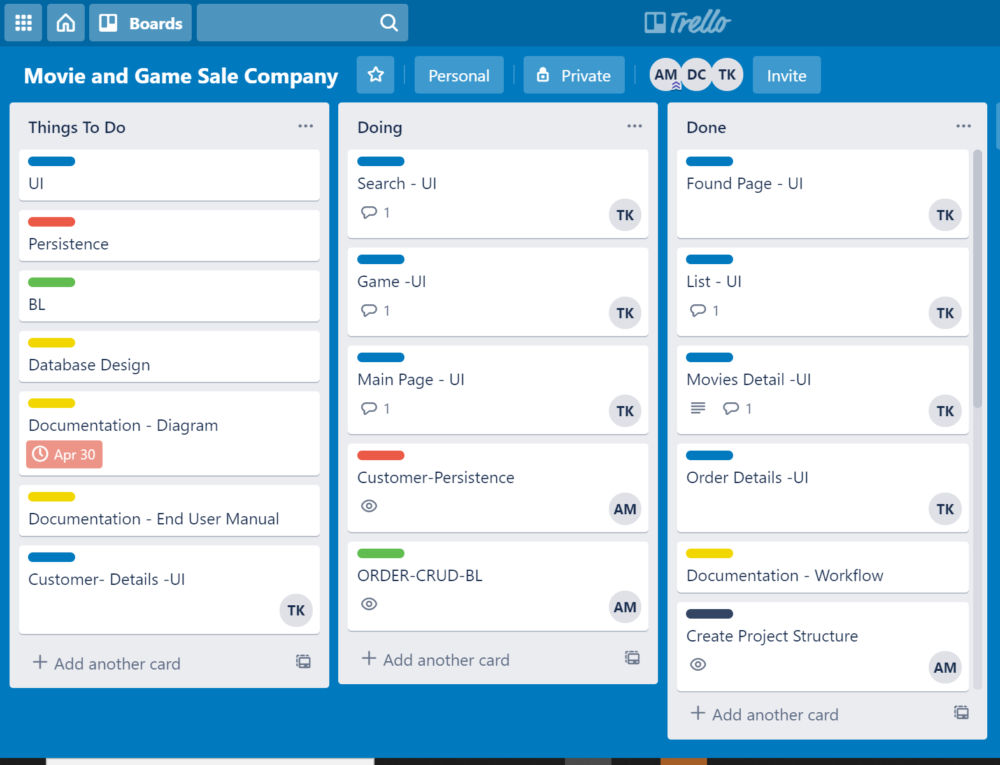 Boards
Trello
Movie and Game Sale Company
Personal
Private
AM DC TK
Invite
Things To Do
UI
Persistence
BL
Database Design
Documentation - Diagram
Apr 30
Documentation - End User Manual
Customer- Details -UI
TK
Add another card
Doing
Search - UI
1
TK
Game -UI
1
TK
Main Page - UI
1
TK
Customer-Persistence
AM
ORDER-CRUD-BL
AM
Add another card
Done
Found Page - UI
TK
List - UI
1
TK
Movies Detail -UI
1
TK
Order Details -UI
TK
Documentation - Workflow
Create Project Structure
AM
Add another card